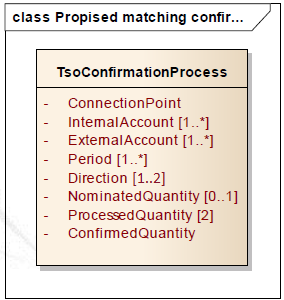 class Propised matching confir...
TsoConfirmationProcess
- ConnectionPoint
- InternalAccount [1..*]
- ExternalAccount [1..*]
- Period [1..*]
- Direction [1..2]
- NominatedQuantity [0..1]
- ProcessedQuantity [2]
- ConfirmedQuantity